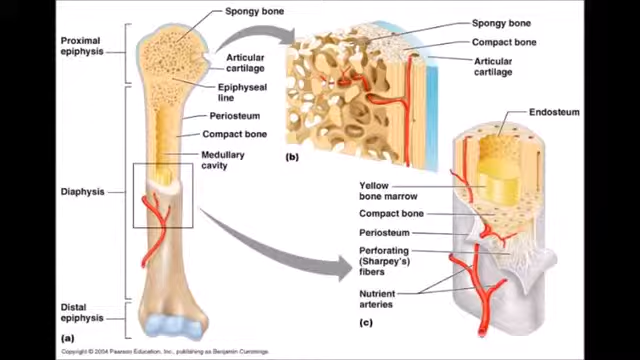 Spongy bone
Proximal
epiphysis
Articular
cartilage
Epiphyseal
line
Periosteum
Compact bone
Medullary
cavity
Diaphysis
Distal
epiphysis
(a)
Spongy bone
Compact bone
Articular
cartilage
(b)
Endosteum
Yellow
bone marrow
Compact bone
Periosteum
Perforating
(Sharpey's)
fibers
Nutrient
arteries
(c)
Copyright © 2004 Pearson Education, Inc., publishing as Benjamin Cummings.